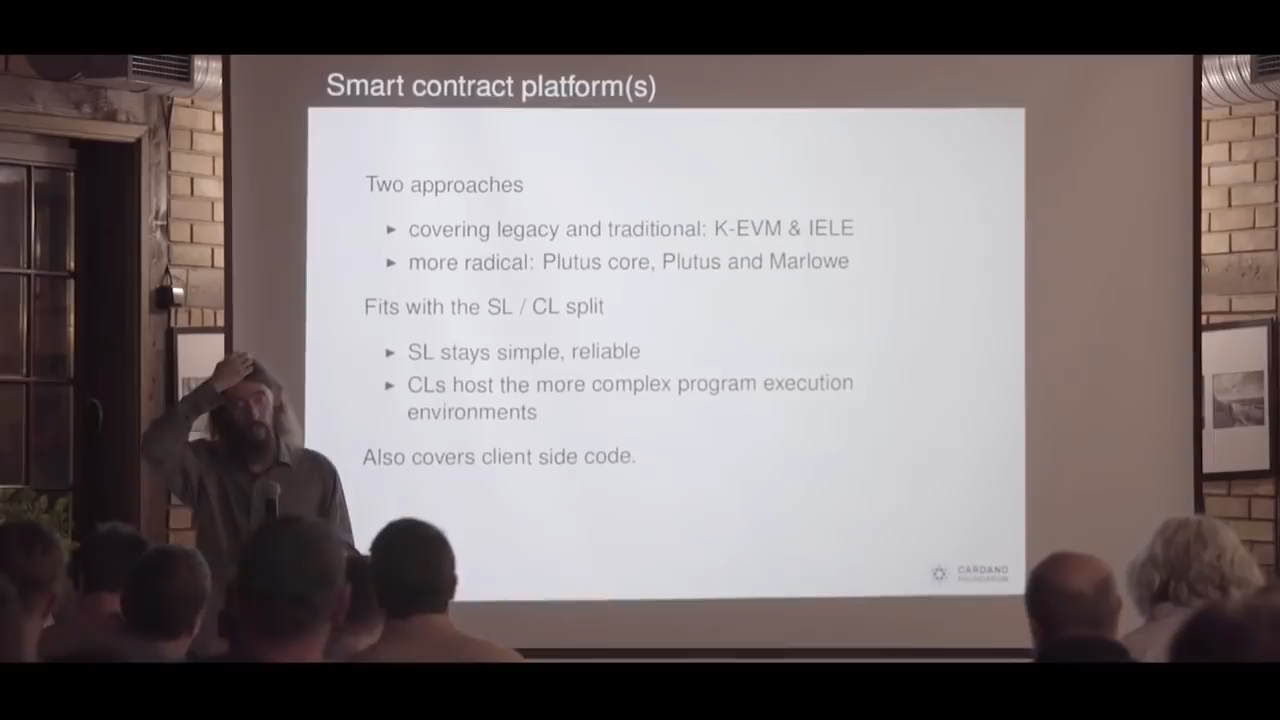 Smart contract platform(s)
Two approaches
► covering legacy and traditional: K-EVM & IELE
► more radical: Plutus core, Plutus and Marlowe
Fits with the SL / CL split
► SL stays simple, reliable
► CLs host the more complex program execution
environments
Also covers client side code.
CARDANO
FOUNDATION